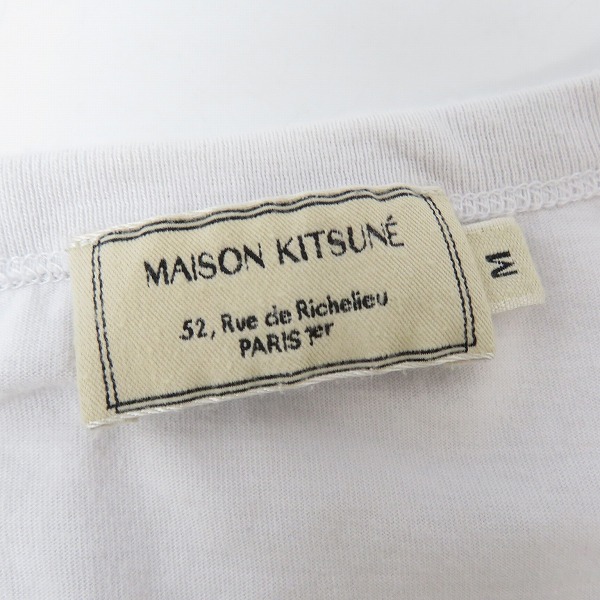 MAISON KITSUNÉ
52, Rue de Richelieu
PARIS 1er
M